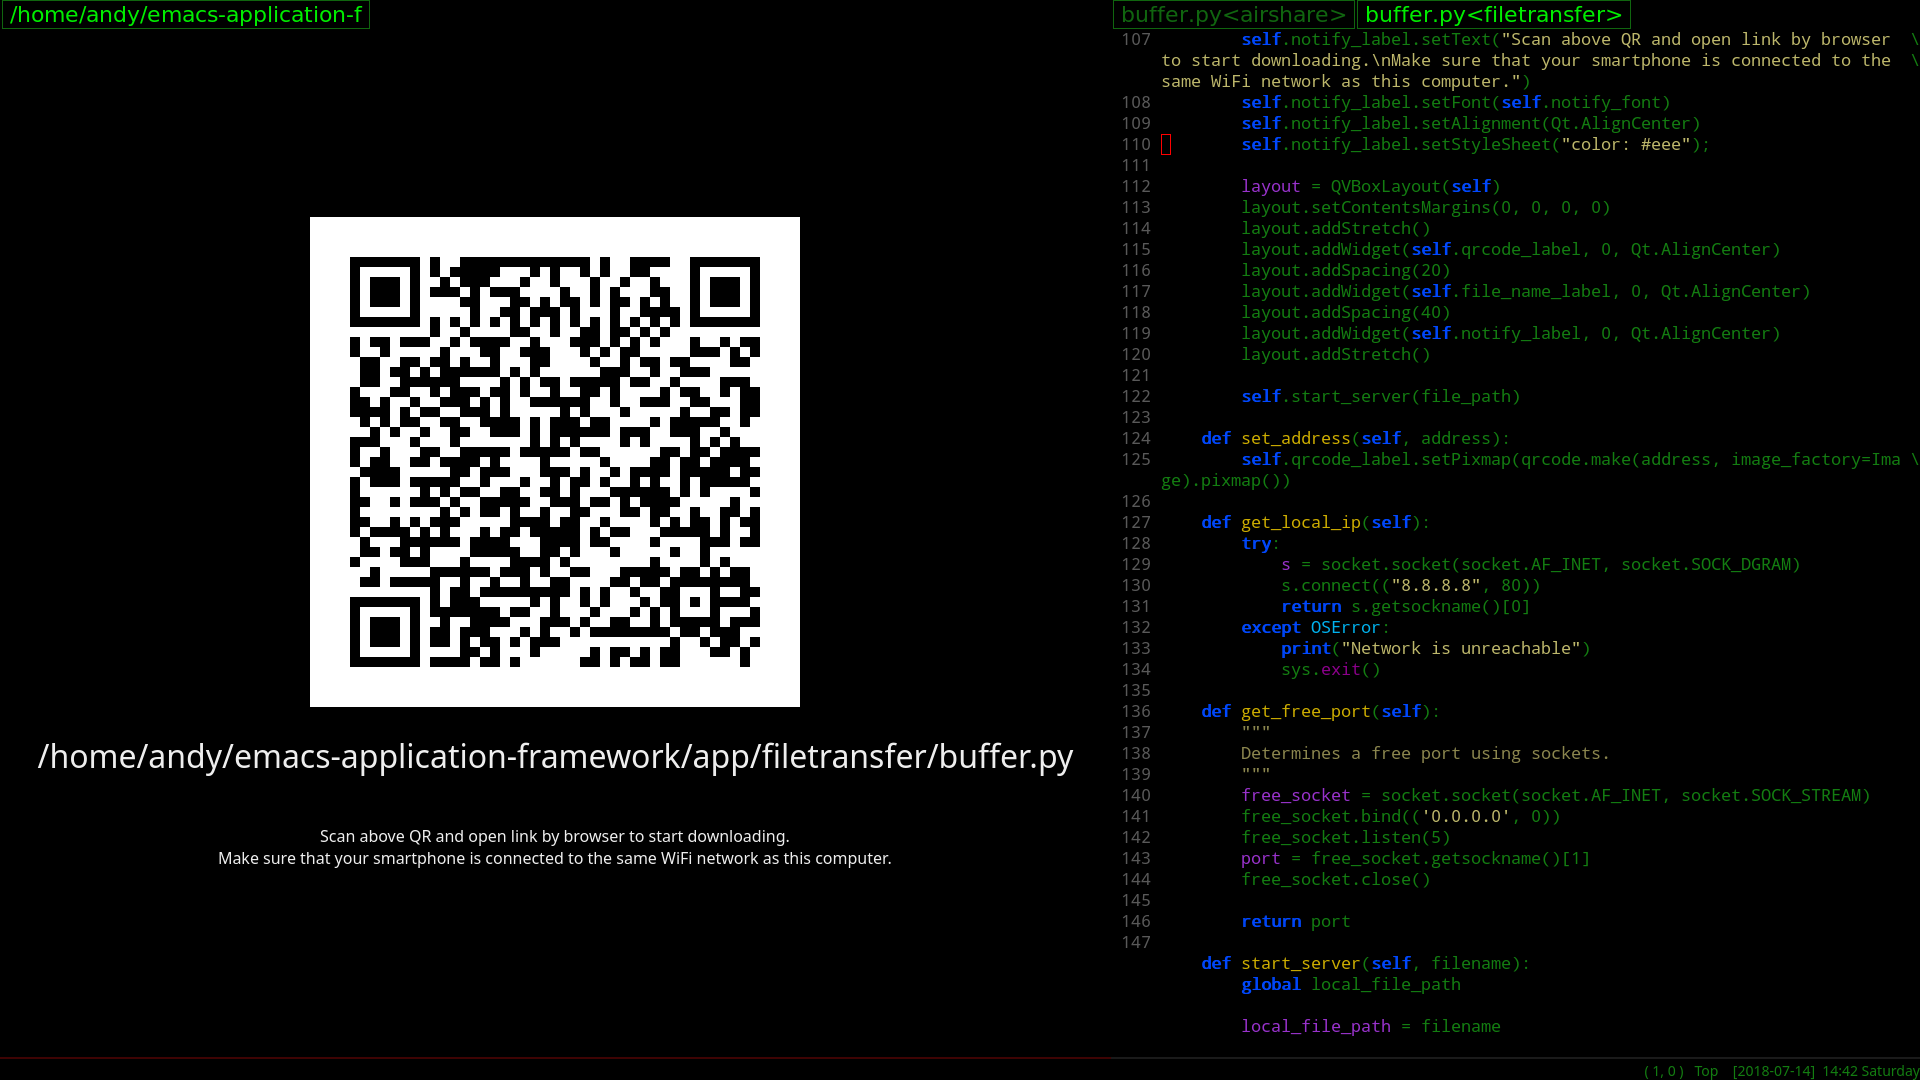 /home/andy/emacs-application-f
/home/andy/emacs-application-framework/app/filetransfer/buffer.py
Scan above QR and open link by browser to start downloading.
Make sure that your smartphone is connected to the same WiFi network as this computer.
buffer.py<airshare> buffer.py<filetransfer>
107         self.notify_label.setText("Scan above QR and open link by browser \
to start downloading.\nMake sure that your smartphone is connected to the \
same WiFi network as this computer.")
108         self.notify_label.setFont(self.notify_font)
109         self.notify_label.setAlignment(Qt.AlignCenter)
110         self.notify_label.setStyleSheet("color: #eee");
111
112         layout = QVBoxLayout(self)
113         layout.setContentsMargins(0, 0, 0, 0)
114         layout.addStretch()
115         layout.addWidget(self.qrcode_label, 0, Qt.AlignCenter)
116         layout.addSpacing(20)
117         layout.addWidget(self.file_name_label, 0, Qt.AlignCenter)
118         layout.addSpacing(40)
119         layout.addWidget(self.notify_label, 0, Qt.AlignCenter)
120         layout.addStretch()
121
122         self.start_server(file_path)
123
124     def set_address(self, address):
125         self.qrcode_label.setPixmap(qrcode.make(address, image_factory=Ima \
ge).pixmap())
126
127     def get_local_ip(self):
128         try:
129             s = socket.socket(socket.AF_INET, socket.SOCK_DGRAM)
130             s.connect(("8.8.8.8", 80))
131             return s.getsockname()[0]
132         except OSError:
133             print("Network is unreachable")
134             sys.exit()
135
136     def get_free_port(self):
137         """
138         Determines a free port using sockets.
139         """
140         free_socket = socket.socket(socket.AF_INET, socket.SOCK_STREAM)
141         free_socket.bind(('0.0.0.0', 0))
142         free_socket.listen(5)
143         port = free_socket.getsockname()[1]
144         free_socket.close()
145
146         return port
147
    def start_server(self, filename):
        global local_file_path
        local_file_path = filename
( 1, 0 ) Top [2018-07-14] 14:42 Saturday